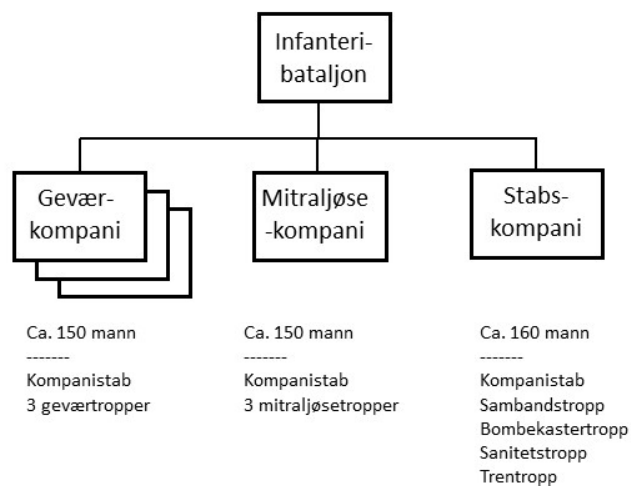 Infanteri-
bataljon
Gevær-
kompani
Mitraljøse
-kompani
Stabs-
kompani
Ca. 150 mann
-------
Kompanistab
3 geværtropper
Ca. 150 mann
-------
Kompanistab
3 mitraljøsetropper
Ca. 160 mann
-------
Kompanistab
Sambandstropp
Bombekastertropp
Sanitetstropp
Trentropp